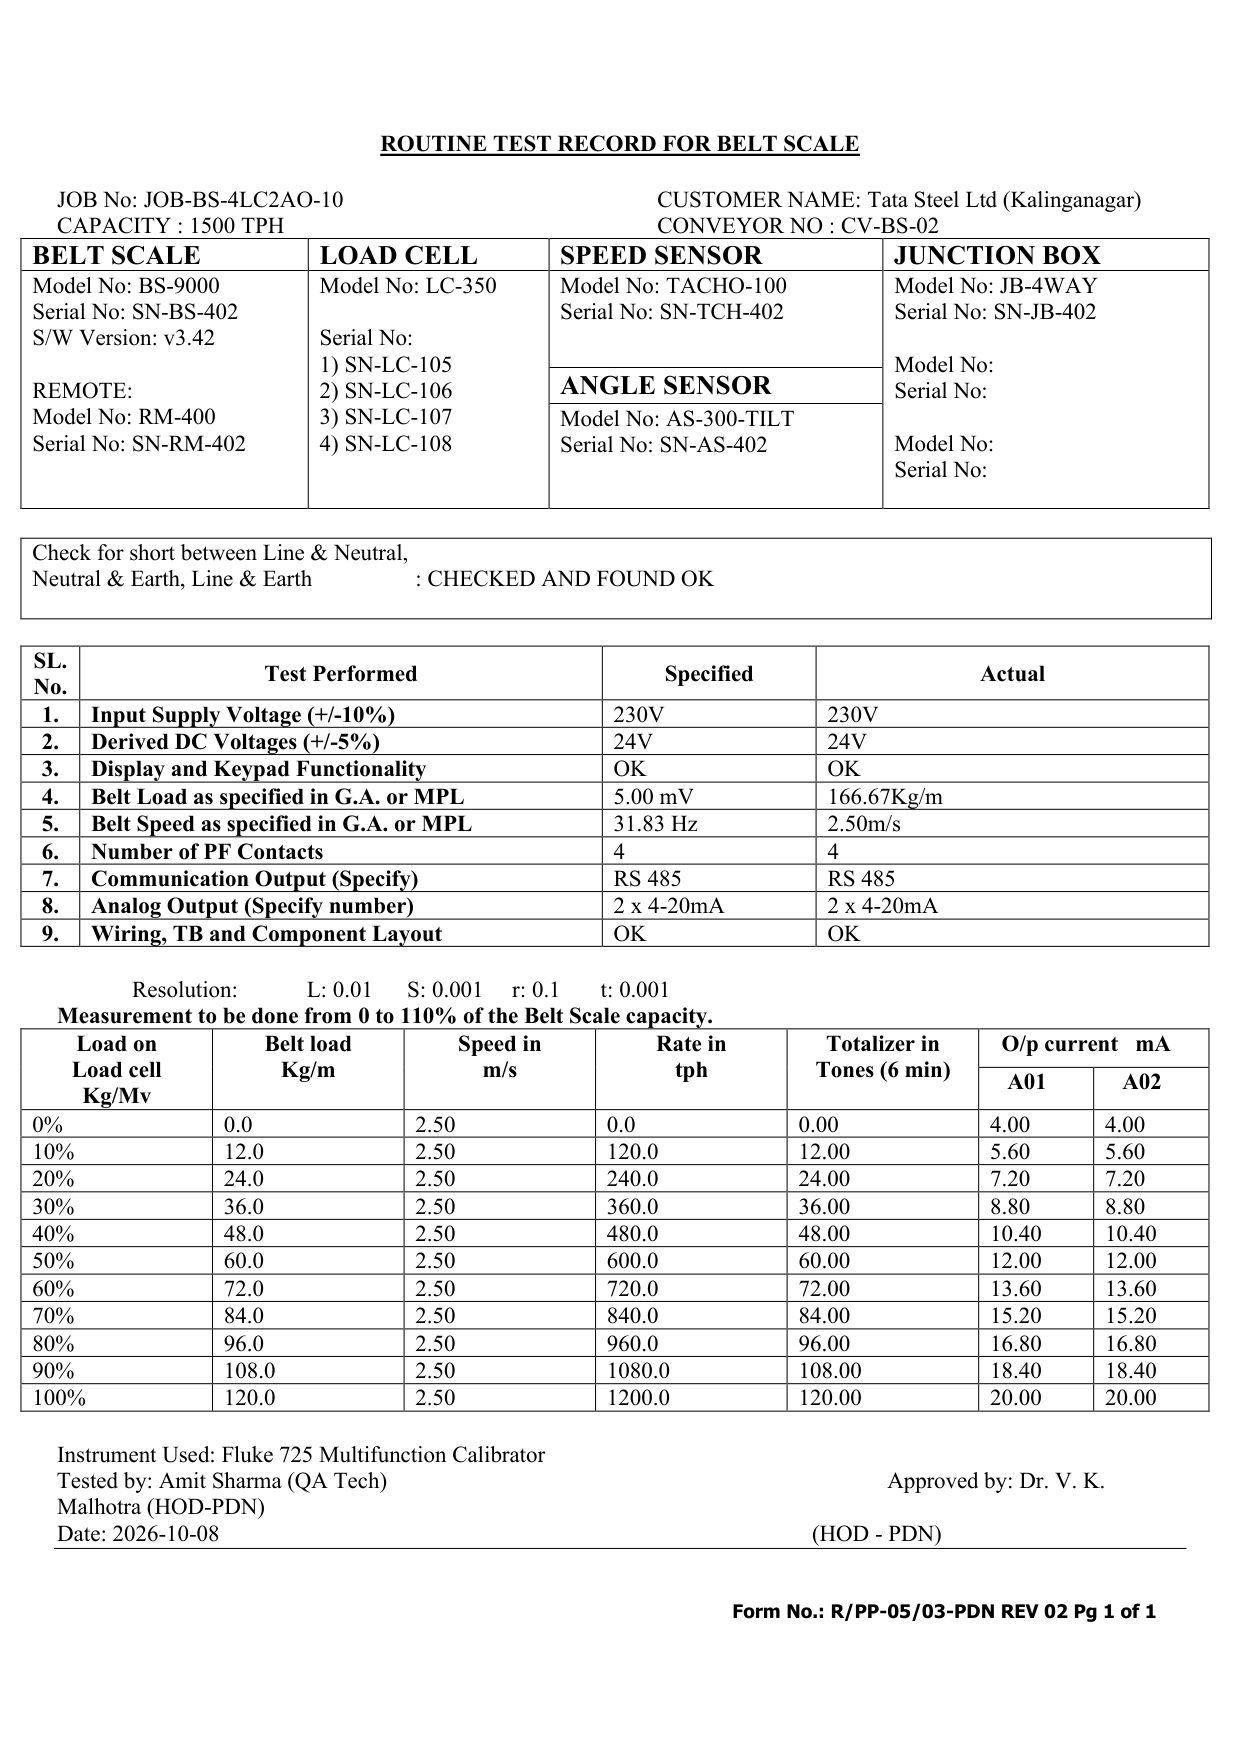 ROUTINE TEST RECORD FOR BELT SCALE
JOB No: JOB-BS-4LC2AO-10 CUSTOMER NAME: Tata Steel Ltd (Kalinganagar)
CAPACITY : 1500 TPH CONVEYOR NO : CV-BS-02
BELT SCALE
Model No: BS-9000
Serial No: SN-BS-402
S/W Version: v3.42
REMOTE:
Model No: RM-400
Serial No: SN-RM-402
LOAD CELL
Model No: LC-350
Serial No:
1) SN-LC-105
2) SN-LC-106
3) SN-LC-107
4) SN-LC-108
SPEED SENSOR
Model No: TACHO-100
Serial No: SN-TCH-402
ANGLE SENSOR
Model No: AS-300-TILT
Serial No: SN-AS-402
JUNCTION BOX
Model No: JB-4WAY
Serial No: SN-JB-402
Model No:
Serial No:
Model No:
Serial No:
Check for short between Line & Neutral,
Neutral & Earth, Line & Earth : CHECKED AND FOUND OK
SL. No. Test Performed Specified Actual
1. Input Supply Voltage (+/-10%) 230V 230V
2. Derived DC Voltages (+/-5%) 24V 24V
3. Display and Keypad Functionality OK OK
4. Belt Load as specified in G.A. or MPL 5.00 mV 166.67Kg/m
5. Belt Speed as specified in G.A. or MPL 31.83 Hz 2.50m/s
6. Number of PF Contacts 4 4
7. Communication Output (Specify) RS 485 RS 485
8. Analog Output (Specify number) 2 x 4-20mA 2 x 4-20mA
9. Wiring, TB and Component Layout OK OK
Resolution: L: 0.01 S: 0.001 r: 0.1 t: 0.001
Measurement to be done from 0 to 110% of the Belt Scale capacity.
Load on Belt load Speed in Rate in Totalizer in O/p current mA
Load cell Kg/m m/s tph Tones (6 min) A01 A02
Kg/Mv
0% 0.0 2.50 0.0 0.00 4.00 4.00
10% 12.0 2.50 120.0 12.00 5.60 5.60
20% 24.0 2.50 240.0 24.00 7.20 7.20
30% 36.0 2.50 360.0 36.00 8.80 8.80
40% 48.0 2.50 480.0 48.00 10.40 10.40
50% 60.0 2.50 600.0 60.00 12.00 12.00
60% 72.0 2.50 720.0 72.00 13.60 13.60
70% 84.0 2.50 840.0 84.00 15.20 15.20
80% 96.0 2.50 960.0 96.00 16.80 16.80
90% 108.0 2.50 1080.0 108.00 18.40 18.40
100% 120.0 2.50 1200.0 120.00 20.00 20.00
Instrument Used: Fluke 725 Multifunction Calibrator
Tested by: Amit Sharma (QA Tech) Approved by: Dr. V. K.
Malhotra (HOD-PDN)
Date: 2026-10-08 (HOD - PDN)
Form No.: R/PP-05/03-PDN REV 02 Pg 1 of 1